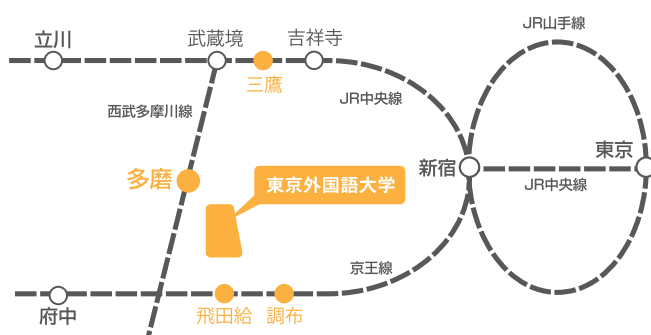 JR山手線
立川
武蔵境
吉祥寺
三鷹
JR中央線
西武多摩川線
東京
新宿
多磨
東京外国語大学
JR中央線
京王線
府中
飛田給
調布